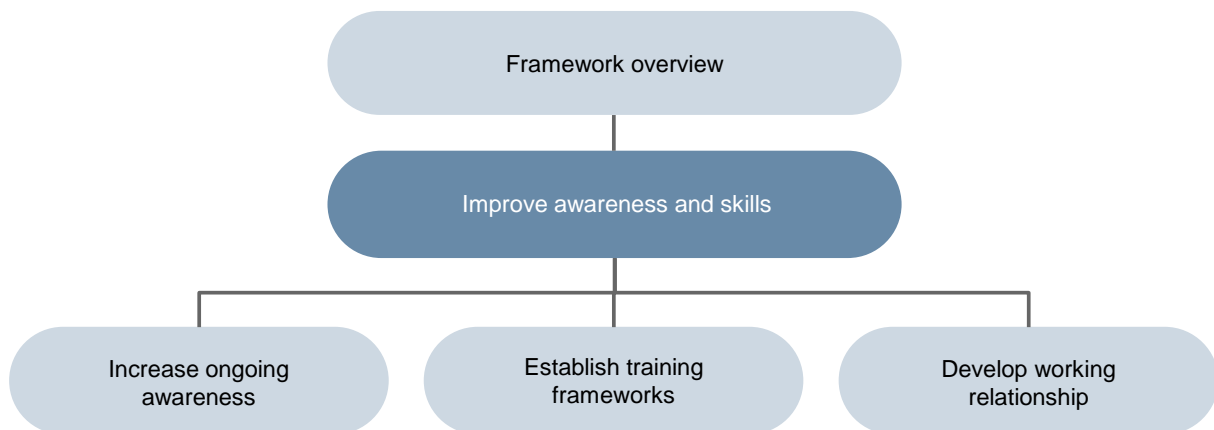 Framework overview
Improve awareness and skills
Increase ongoing
awareness
Establish training
frameworks
Develop working
relationship